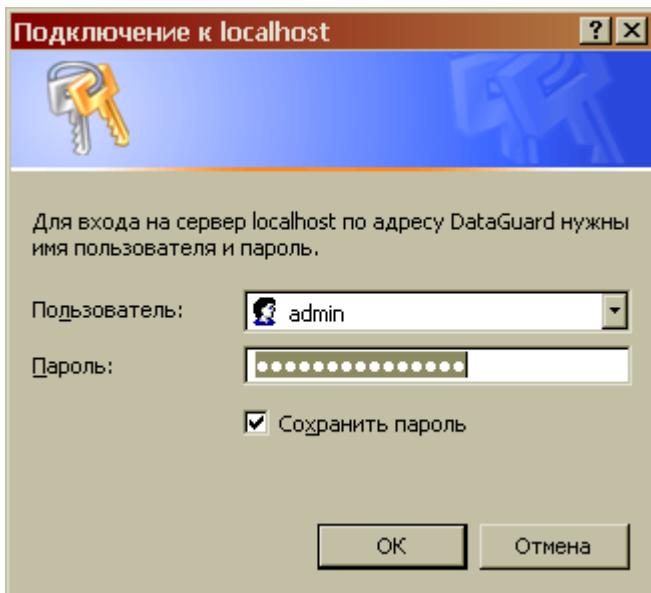 Подключение к localhost
Для входа на сервер localhost по адресу DataGuard нужны
имя пользователя и пароль.
Пользователь: admin
Пароль: •••••••••••••••
Сохранить пароль
OK Отмена